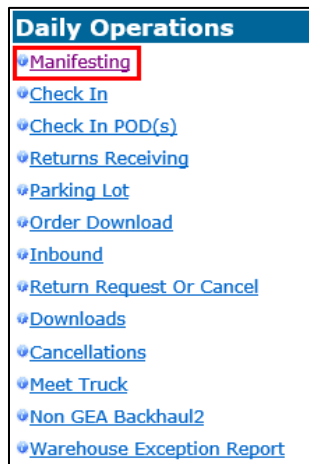 Daily Operations
Manifesting
Check In
Check In POD(s)
Returns Receiving
Parking Lot
Order Download
Inbound
Return Request Or Cancel
Downloads
Cancellations
Meet Truck
Non GEA Backhaul2
Warehouse Exception Report